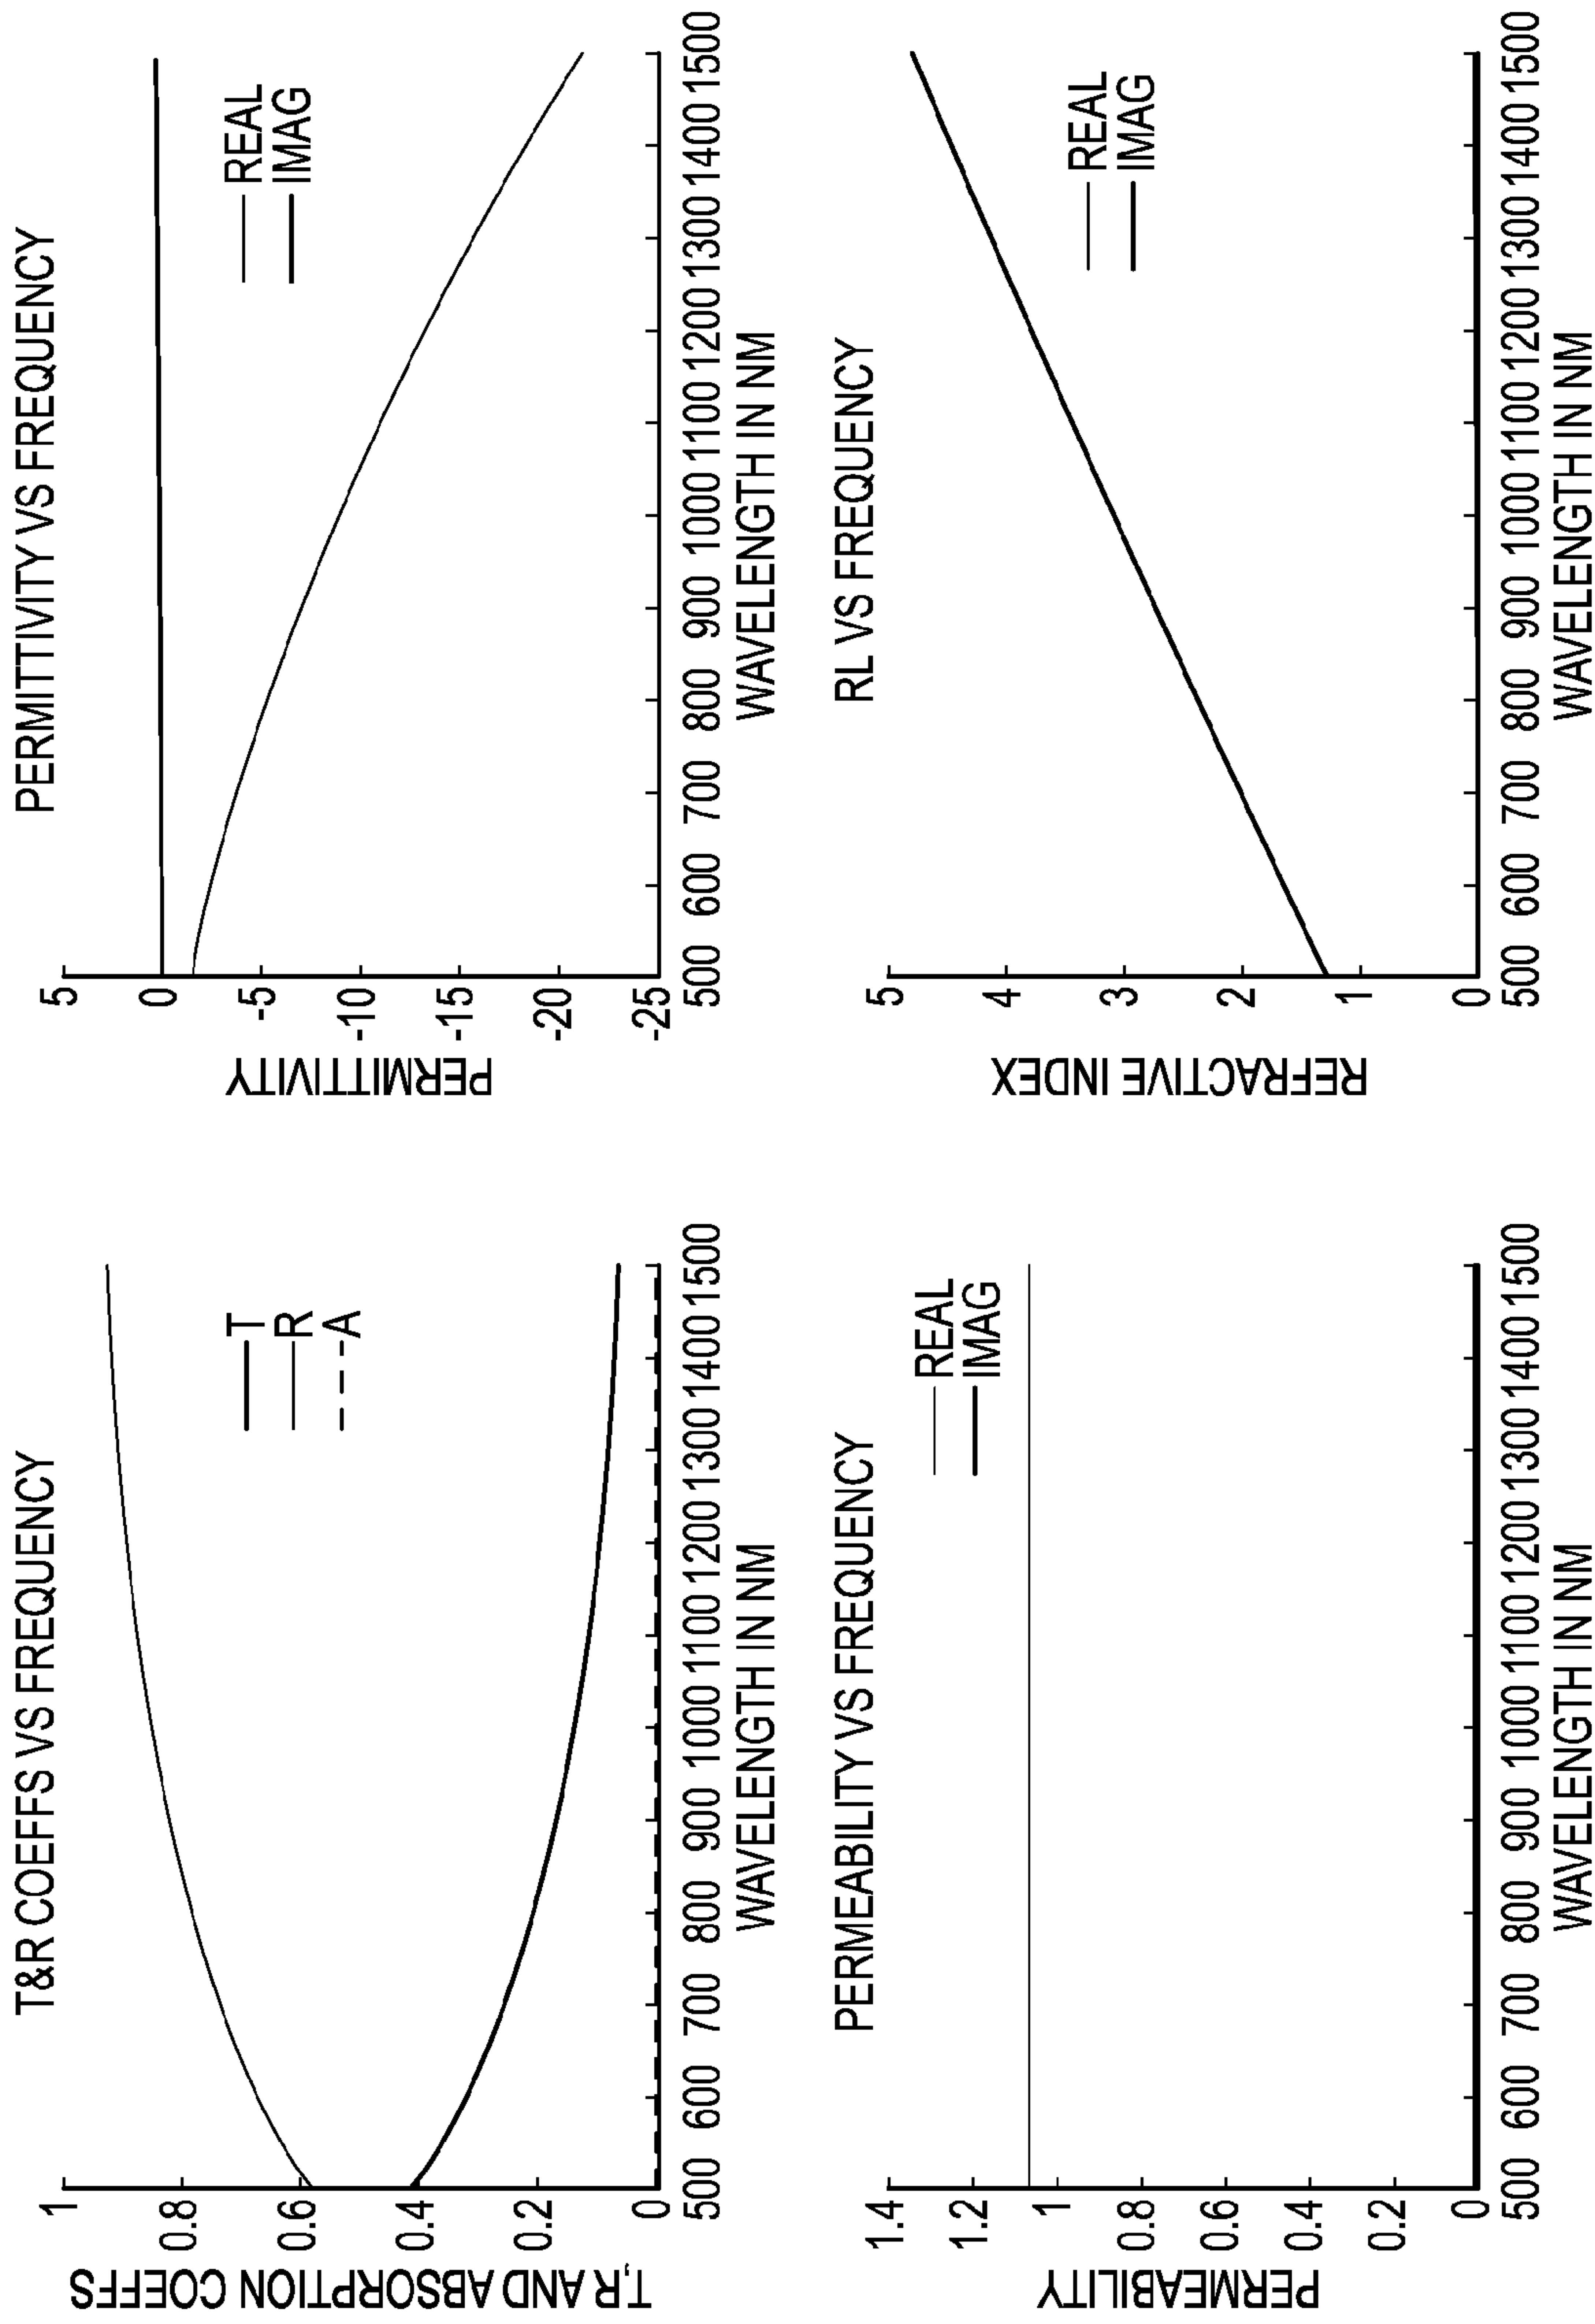 T&R COEFFS VS FREQUENCY
T,R AND ABSORPTION COEFFS
1
0.8
0.6
0.4
0.2
0
T
R
A
500 600 700 800 900 1000 1100 1200 1300 1400 1500
WAVELENGTH IN NM
PERMITTIVITY VS FREQUENCY
PERMITTIVITY
5
0
-5
-10
-15
-20
-25
REAL
IMAG
500 600 700 800 900 1000 1100 1200 1300 1400 1500
WAVELENGTH IN NM
PERMEABILITY VS FREQUENCY
PERMEABILITY
1.4
1.2
1
0.8
0.6
0.4
0.2
0
REAL
IMAG
500 600 700 800 900 1000 1100 1200 1300 1400 1500
WAVELENGTH IN NM
RL VS FREQUENCY
REFRACTIVE INDEX
5
4
3
2
1
0
REAL
IMAG
500 600 700 800 900 1000 1100 1200 1300 1400 1500
WAVELENGTH IN NM